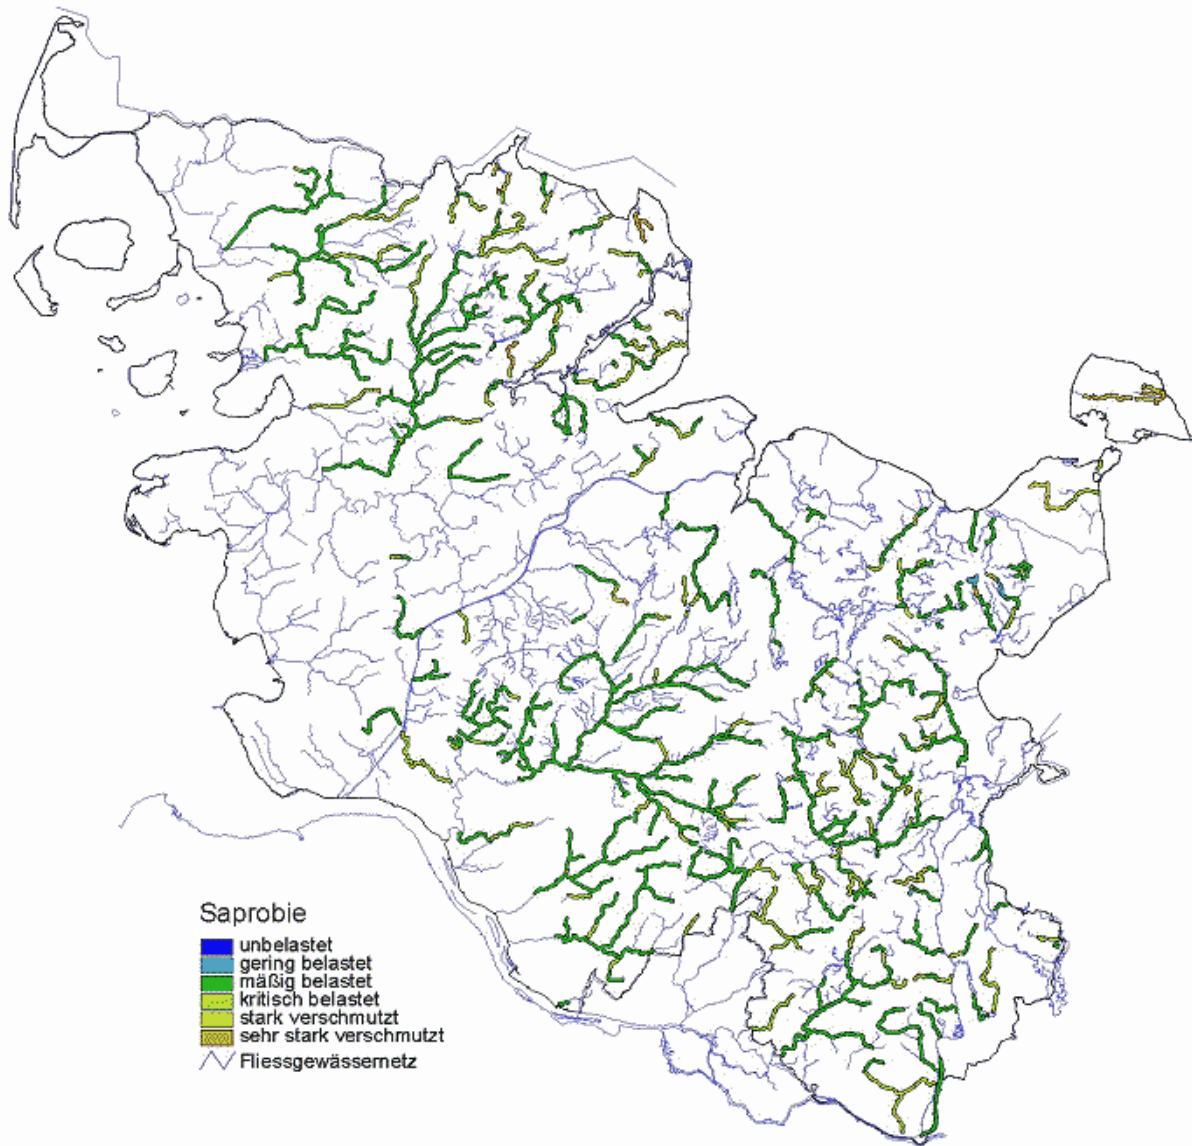 Saprobie
unbelastet
gering belastet
mäßig belastet
kritisch belastet
stark verschmutzt
sehr stark verschmutzt
Fliessgewässernetz